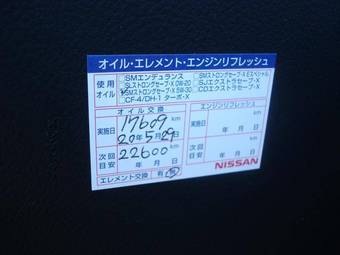 オイル・エレメント・エンジンリフレッシュ
使用オイル
□SMエンデュランス □SMストロングセーブ・X Eスペシャル
□SLストロングセーブ・X 0W-20 □SJエクストラセーブ・X
SMストロングセーブ・X 5W-30 □CDエクストラセーブ・X
□CF-4/DH-1 ターボ・X
オイル交換 エンジンリフレッシュ
実施日 17609 km km
20年5月29日 年 月 日
次回目安 22600 km 次回目安 km
年 月 日 年 月 日
エレメント交換 有 無 NISSAN